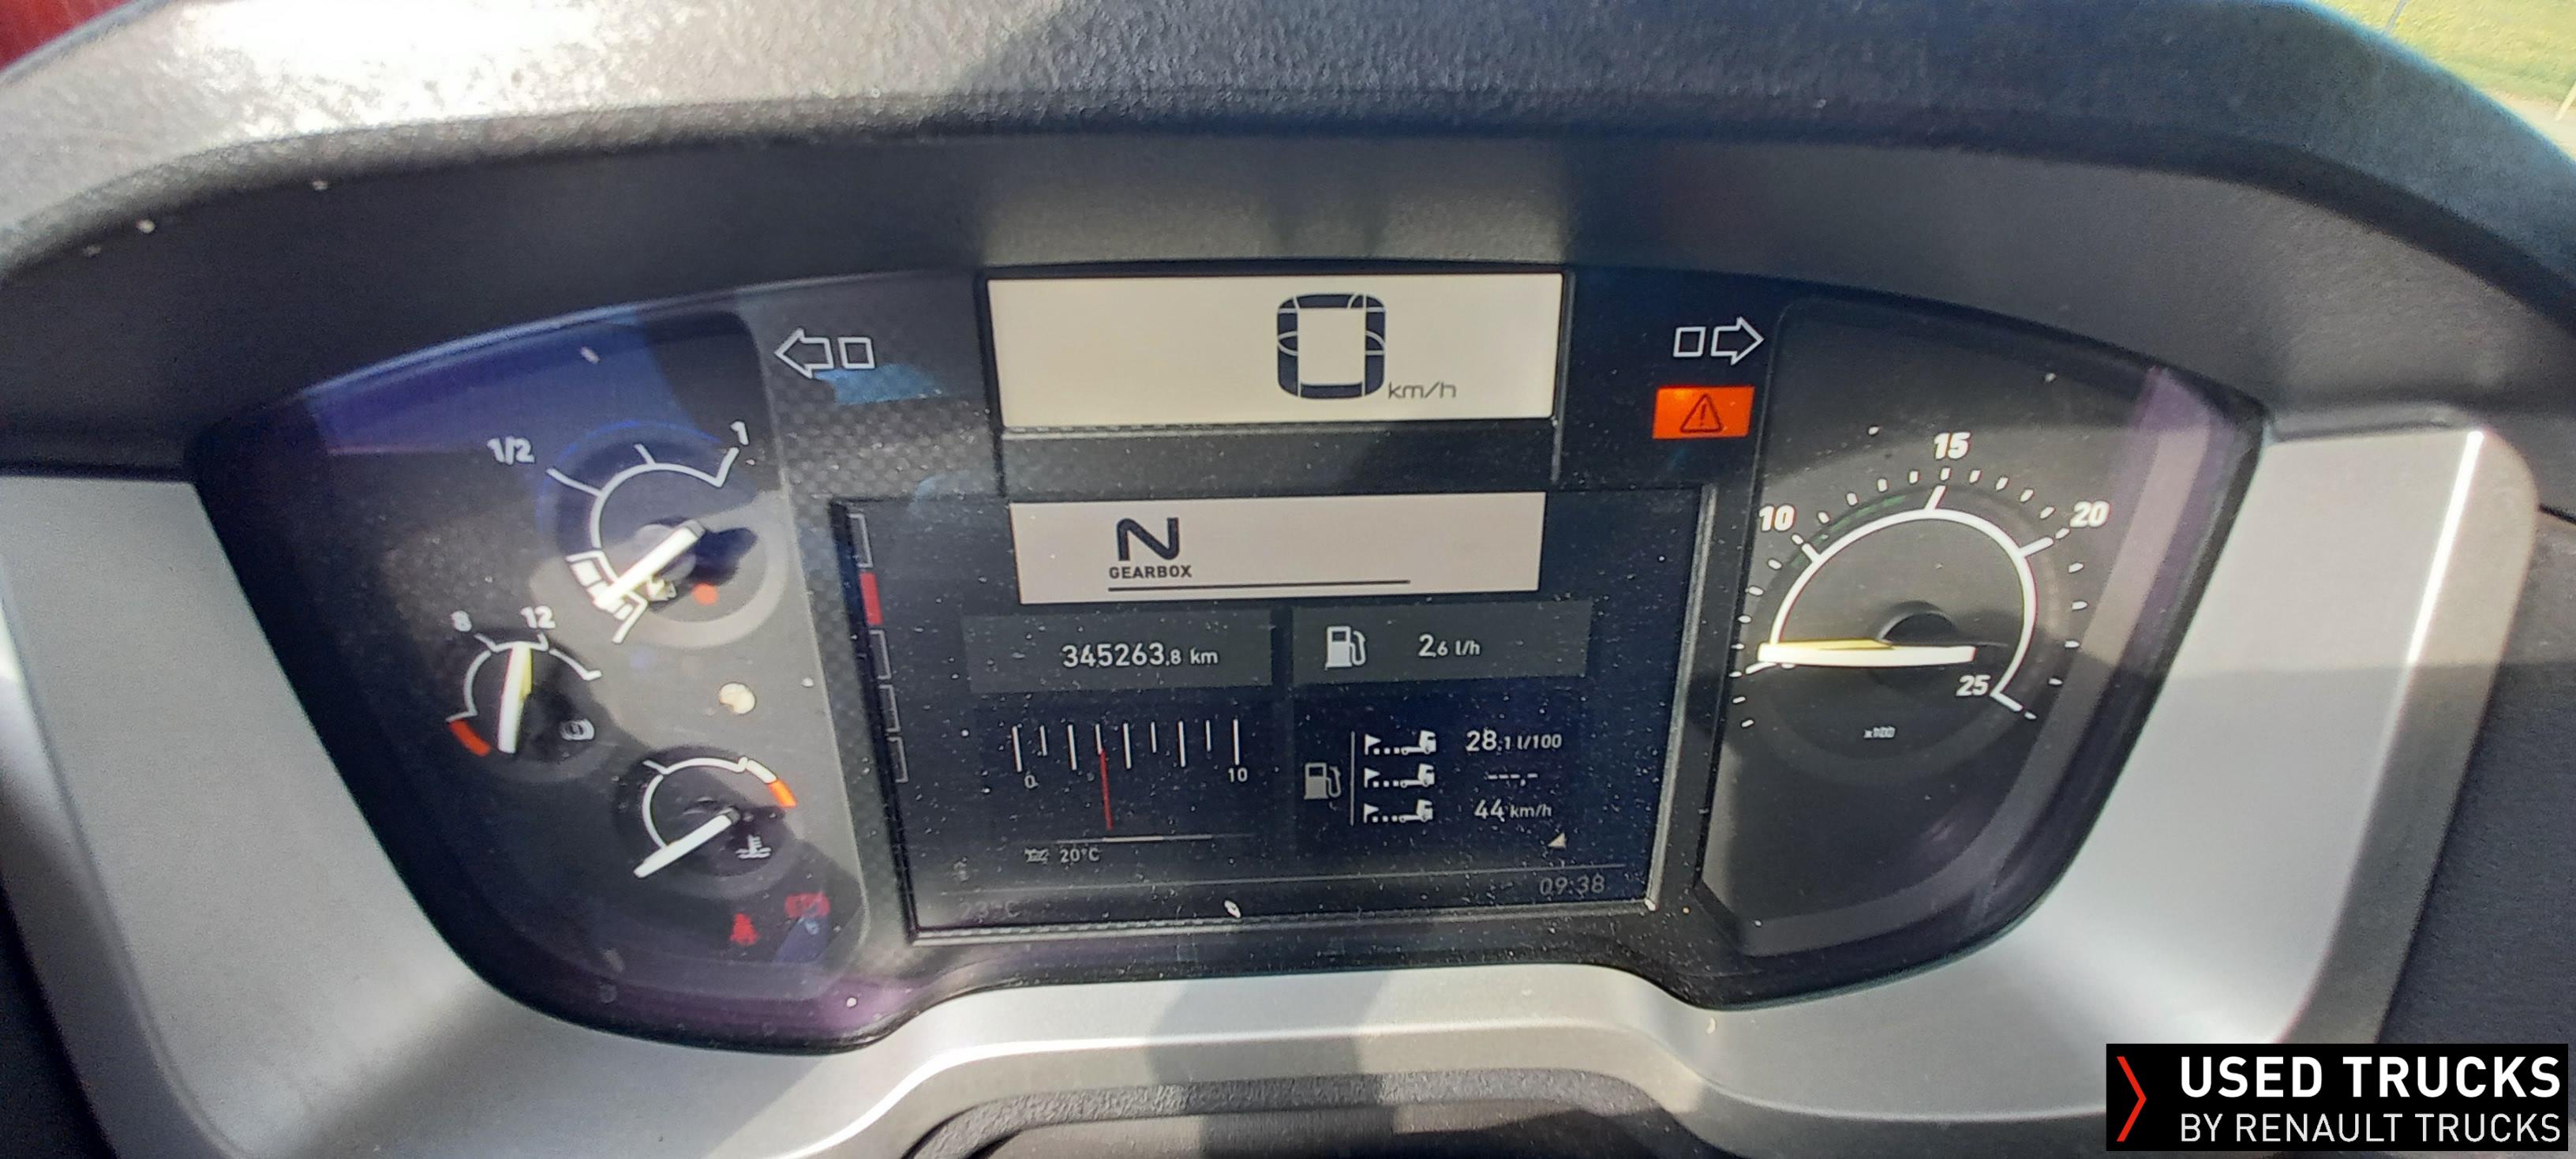 0 km/h
1/2
1
N
GEARBOX
8
12
345263.8 km
2.6 l/h
10
15
20
25
x100
0
10
28.1 l/100
---.-
44 km/h
20°C
23°C
09:38
USED TRUCKS
BY RENAULT TRUCKS